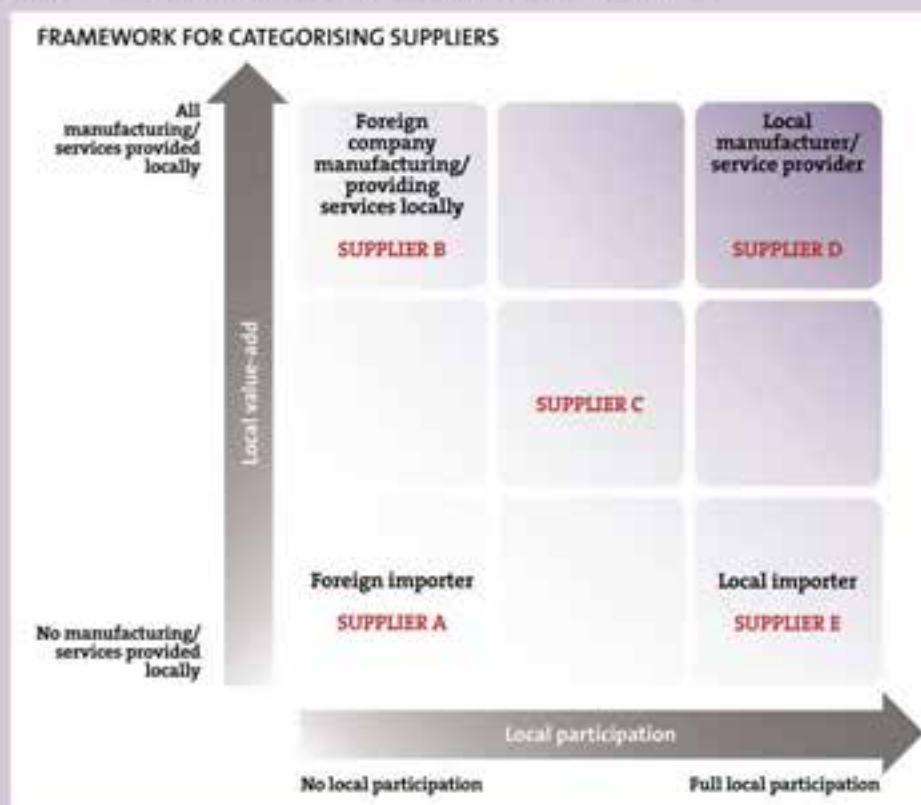 FRAMEWORK FOR CATEGORISING SUPPLIERS
All
manufacturing/
services provided
locally
Foreign
company
manufacturing/
providing
services locally
SUPPLIER B
Local
manufacturer/
service provider
SUPPLIER D
Local value-add
SUPPLIER C
Foreign importer
SUPPLIER A
Local importer
SUPPLIER E
No manufacturing/
services provided
locally
Local participation
No local participation
Full local participation